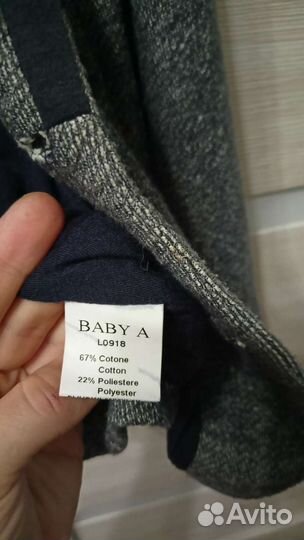 BABY A
L0918
67% Cotone
Cotton
22% Poliestere
Polyester
Avito